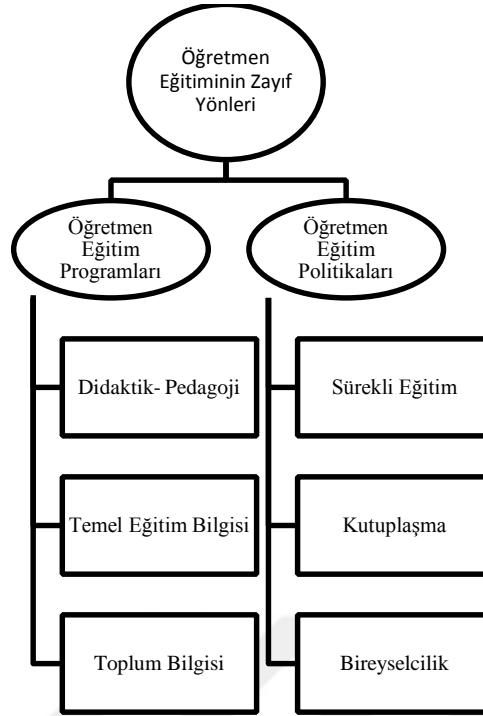 Öğretmen
Eğitiminin Zayıf
Yönleri
Öğretmen
Eğitim
Programları
Öğretmen
Eğitim
Politikaları
Didaktik- Pedagoji
Sürekli Eğitim
Temel Eğitim Bilgisi
Kutuplaşma
Toplum Bilgisi
Bireyselcilik